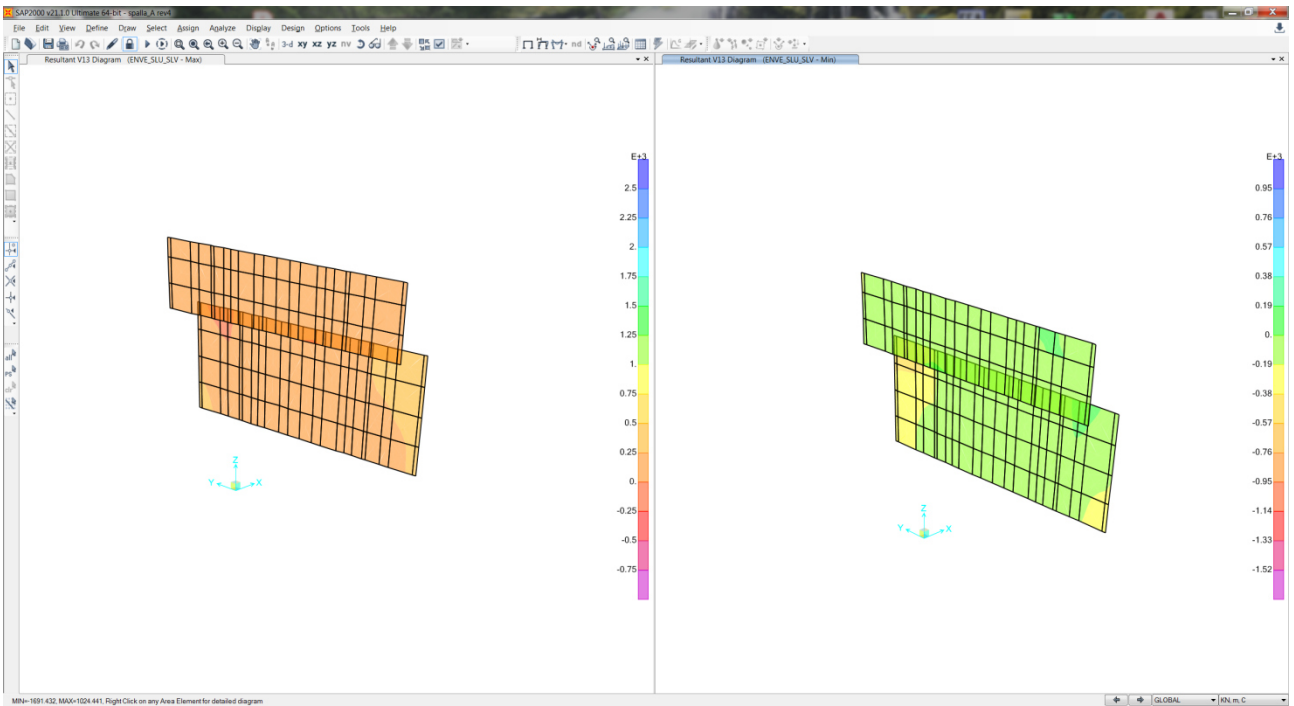 SAP2000 v21.1.0 Ultimate 64-bit - spalla_A rev4
File Edit View Define Draw Select Assign Analyze Display Design Options Tools Help
3-d xy xz yz nv
nd
Resultant V13 Diagram (ENVE_SLU_SLV - Max)
Resultant V13 Diagram (ENVE_SLU_SLV - Min)
E+3
2.5
2.25
2.
1.75
1.5
1.25
1.
0.75
0.5
0.25
0.
-0.25
-0.5
-0.75
Z
Y
X
E+3
0.95
0.76
0.57
0.38
0.19
0.
-0.19
-0.38
-0.57
-0.76
-0.95
-1.14
-1.33
-1.52
Z
Y
X
MIN=-1691.432, MAX=1024.441, Right Click on any Area Element for detailed diagram
GLOBAL
KN, m, C